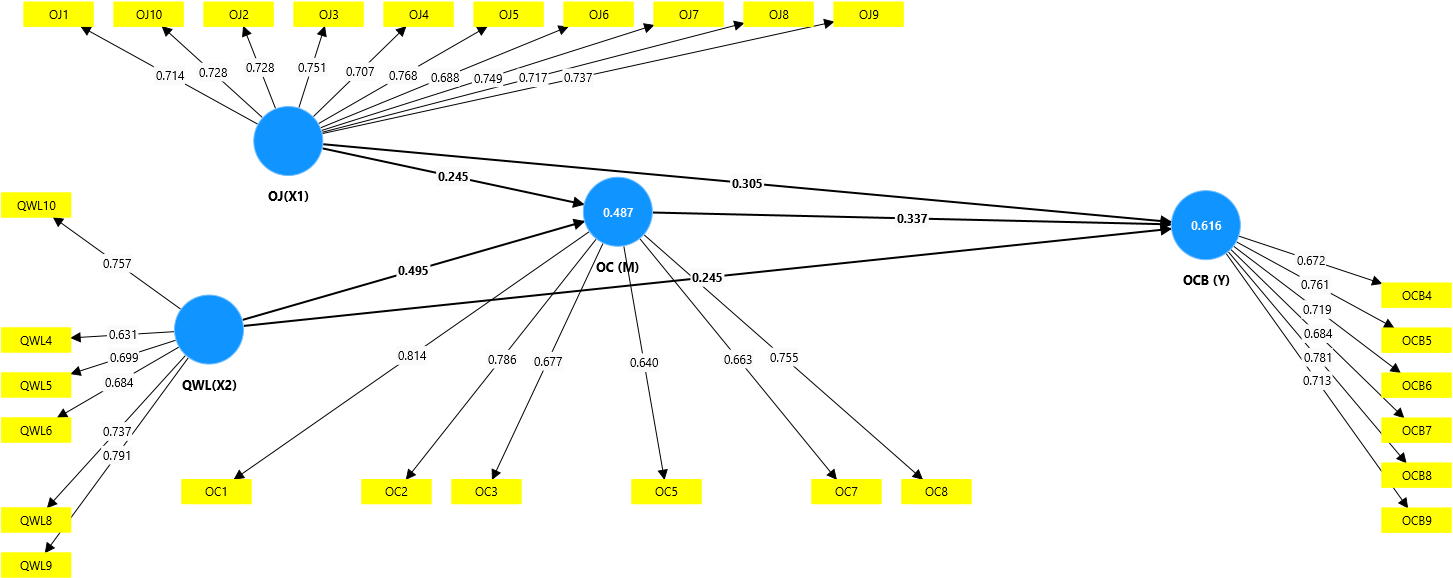 OJ1
OJ10
OJ2
OJ3
OJ4
OJ5
OJ6
OJ7
OJ8
OJ9
0.714
0.728
0.728
0.751
0.707
0.768
0.688
0.749
0.717
0.737
OJ(X1)
0.245
0.305
QWL10
0.757
0.487
OC (M)
0.337
0.616
OCB (Y)
0.495
0.245
QWL4
QWL5
QWL6
QWL8
QWL9
0.631
0.699
0.684
0.737
0.791
QWL(X2)
0.814
0.786
0.677
0.640
0.663
0.755
OC1
OC2
OC3
OC5
OC7
OC8
0.672
0.761
0.719
0.684
0.781
0.713
OCB4
OCB5
OCB6
OCB7
OCB8
OCB9